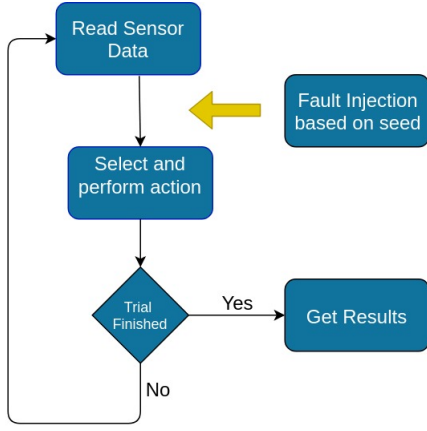 Read Sensor
Data
Fault Injection
based on seed
Select and
perform action
Trial
Finished
Yes
Get Results
No